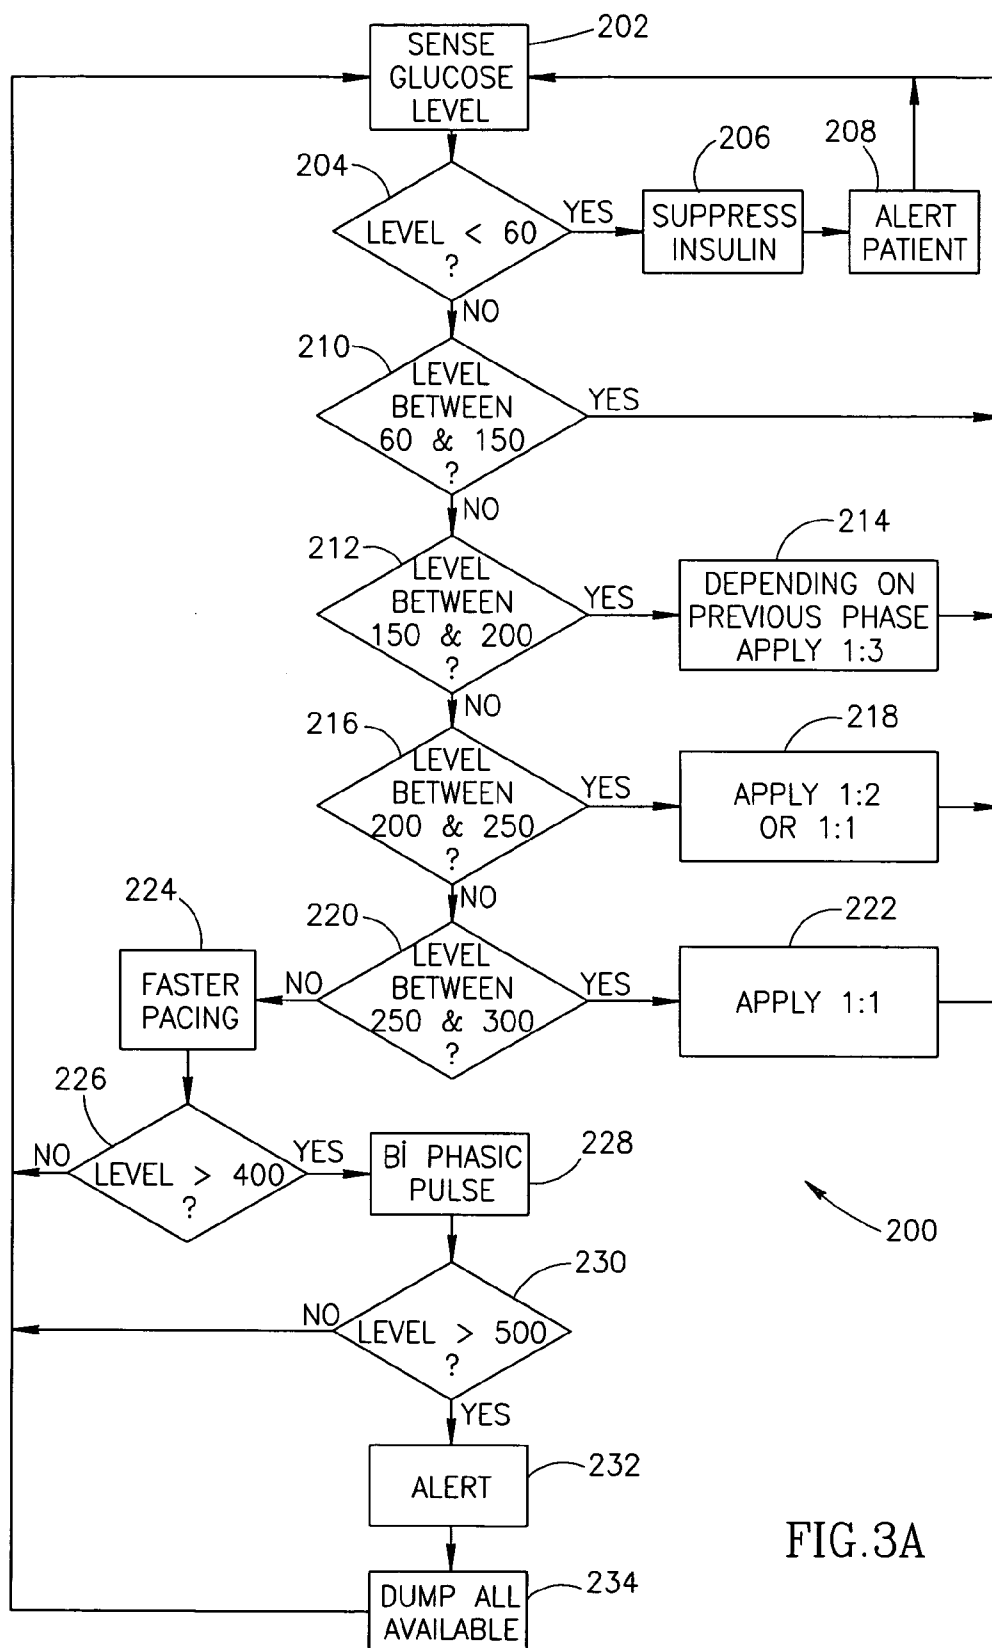 SENSE
GLUCOSE
LEVEL
202
204
LEVEL < 60
?
YES
NO
206
SUPPRESS
INSULIN
208
ALERT
PATIENT
210
LEVEL
BETWEEN
60 & 150
?
YES
NO
212
LEVEL
BETWEEN
150 & 200
?
YES
NO
214
DEPENDING ON
PREVIOUS PHASE
APPLY 1:3
216
LEVEL
BETWEEN
200 & 250
?
YES
NO
218
APPLY 1:2
OR 1:1
220
LEVEL
BETWEEN
250 & 300
?
YES
NO
222
APPLY 1:1
224
FASTER
PACING
226
LEVEL > 400
?
NO
YES
Bi PHASIC
PULSE
228
200
230
LEVEL > 500
?
NO
YES
ALERT
232
DUMP ALL
AVAILABLE
234
FIG.3A